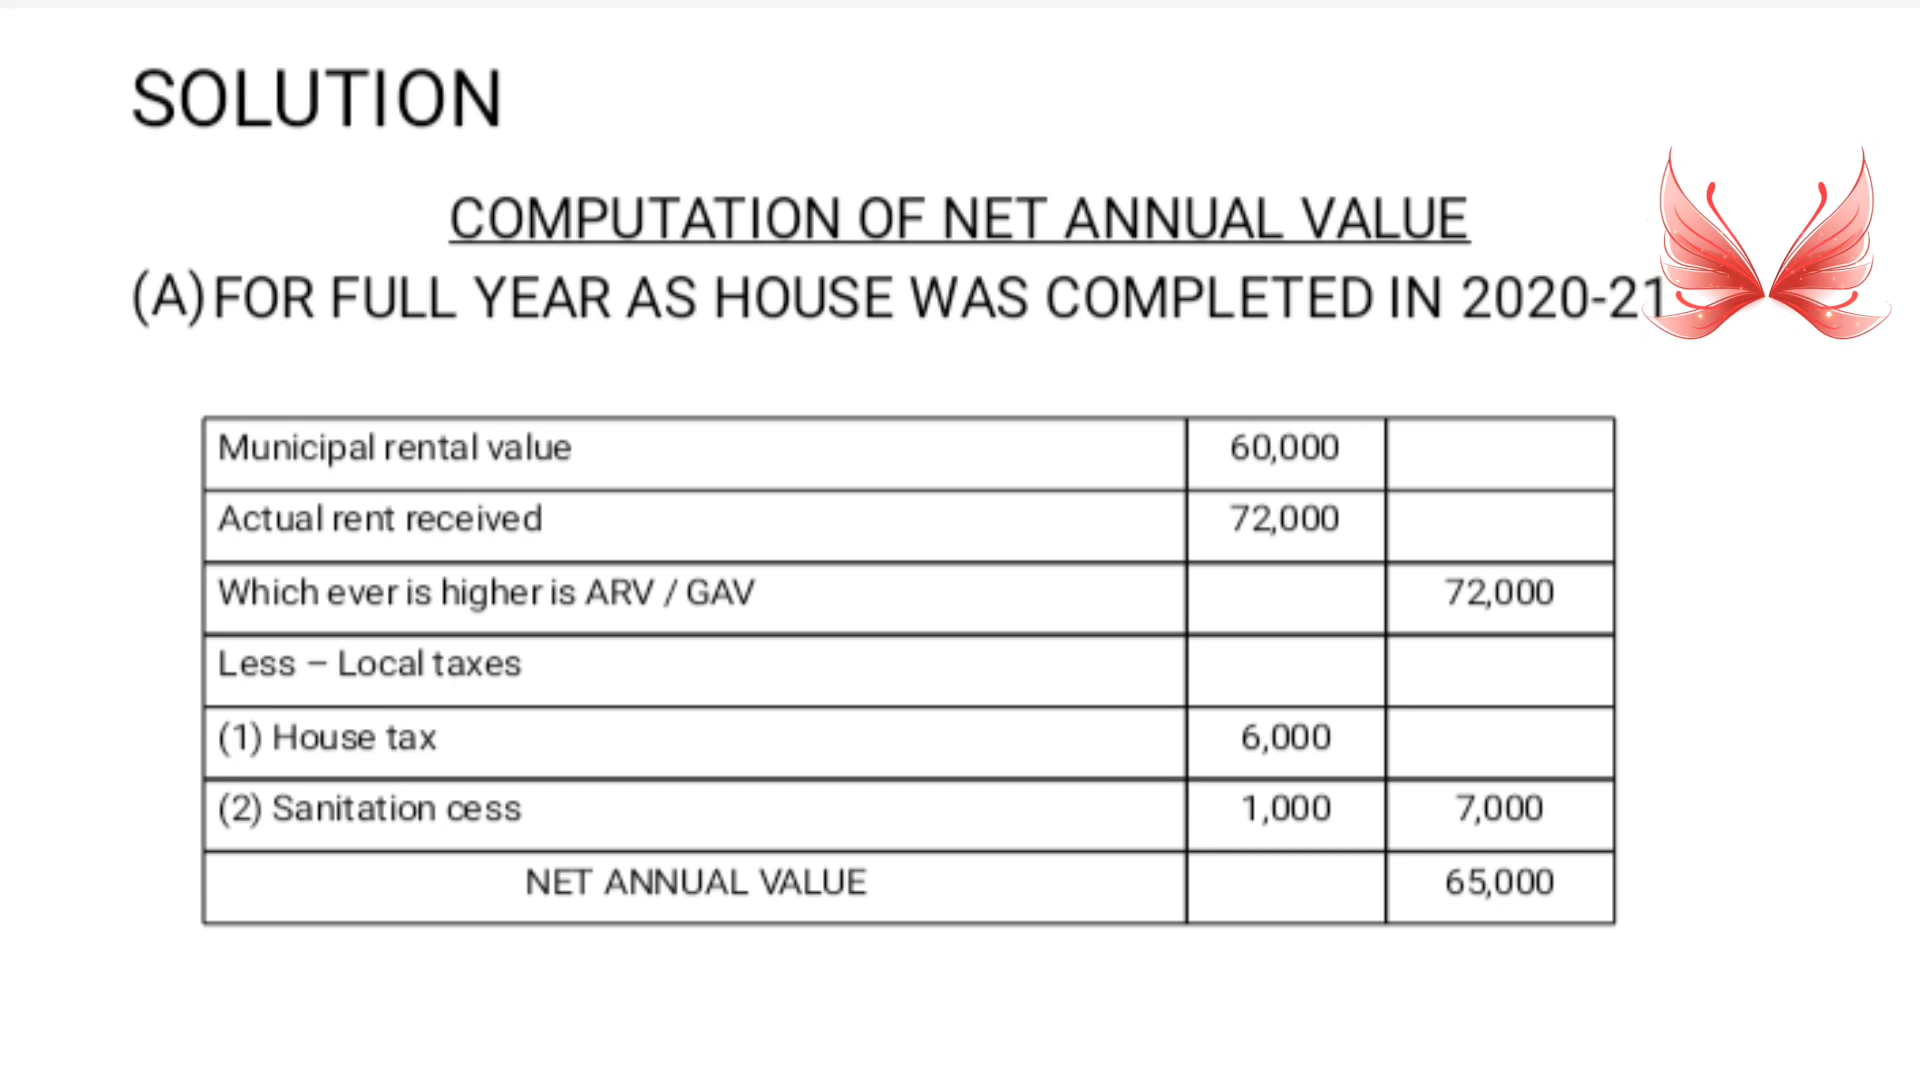 SOLUTION
COMPUTATION OF NET ANNUAL VALUE
(A) FOR FULL YEAR AS HOUSE WAS COMPLETED IN 2020-21
Municipal rental value 60,000
Actual rent received 72,000
Which ever is higher is ARV / GAV 72,000
Less – Local taxes
(1) House tax 6,000
(2) Sanitation cess 1,000 7,000
NET ANNUAL VALUE 65,000